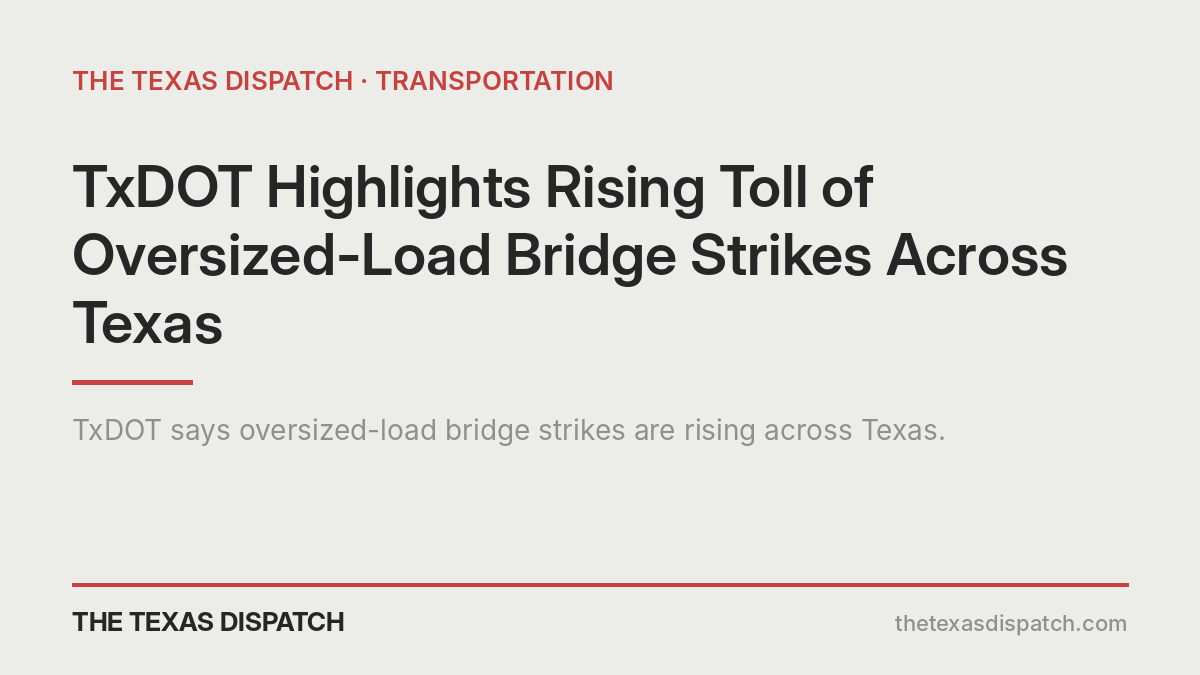 THE TEXAS DISPATCH · TRANSPORTATION
TxDOT Highlights Rising Toll of
Oversized-Load Bridge Strikes Across
Texas
TxDOT says oversized-load bridge strikes are rising across Texas.
THE TEXAS DISPATCH
thetexasdispatch.com